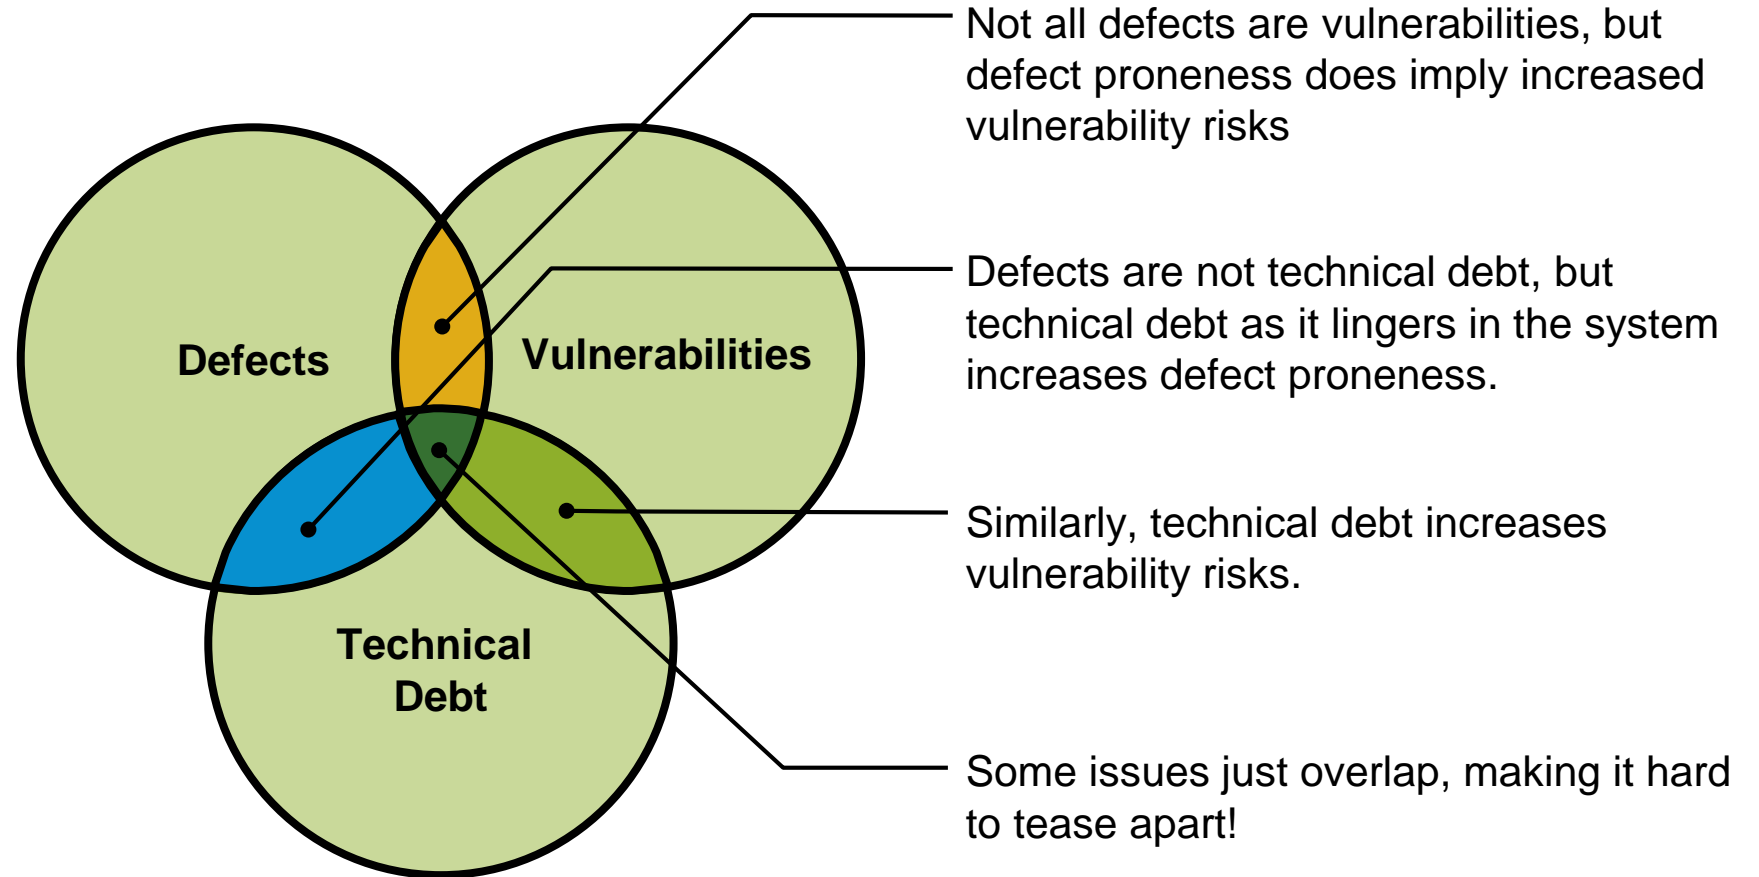 Not all defects are vulnerabilities, but
defect proneness does imply increased
vulnerability risks
Defects are not technical debt, but
technical debt as it lingers in the system
increases defect proneness.
Defects
Vulnerabilities
Similarly, technical debt increases
vulnerability risks.
Technical
Debt
Some issues just overlap, making it hard
to tease apart!